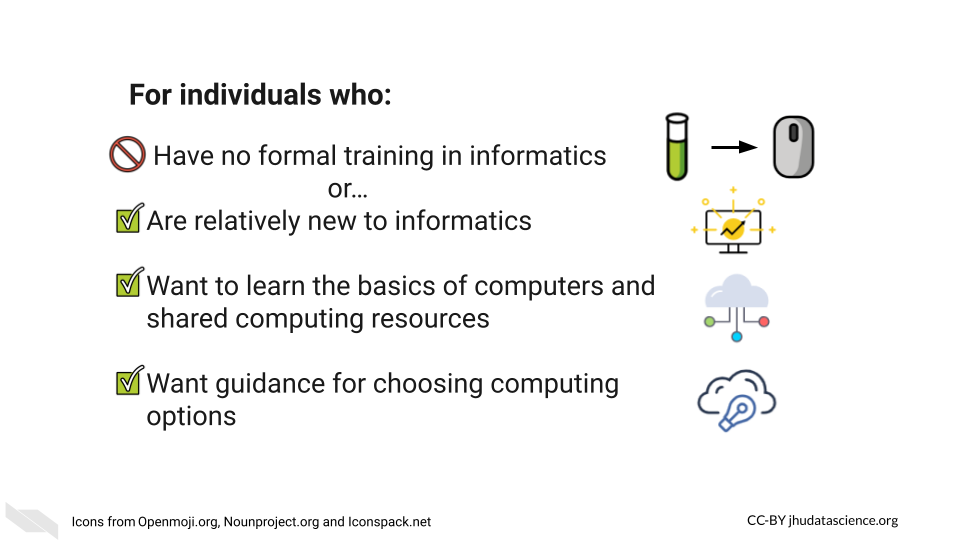 For individuals who:
Have no formal training in informatics
or...
Are relatively new to informatics
Want to learn the basics of computers and
shared computing resources
Want guidance for choosing computing
options
Icons from Openmoji.org, Nounproject.org and Iconspack.net
CC-BY jhudatascience.org